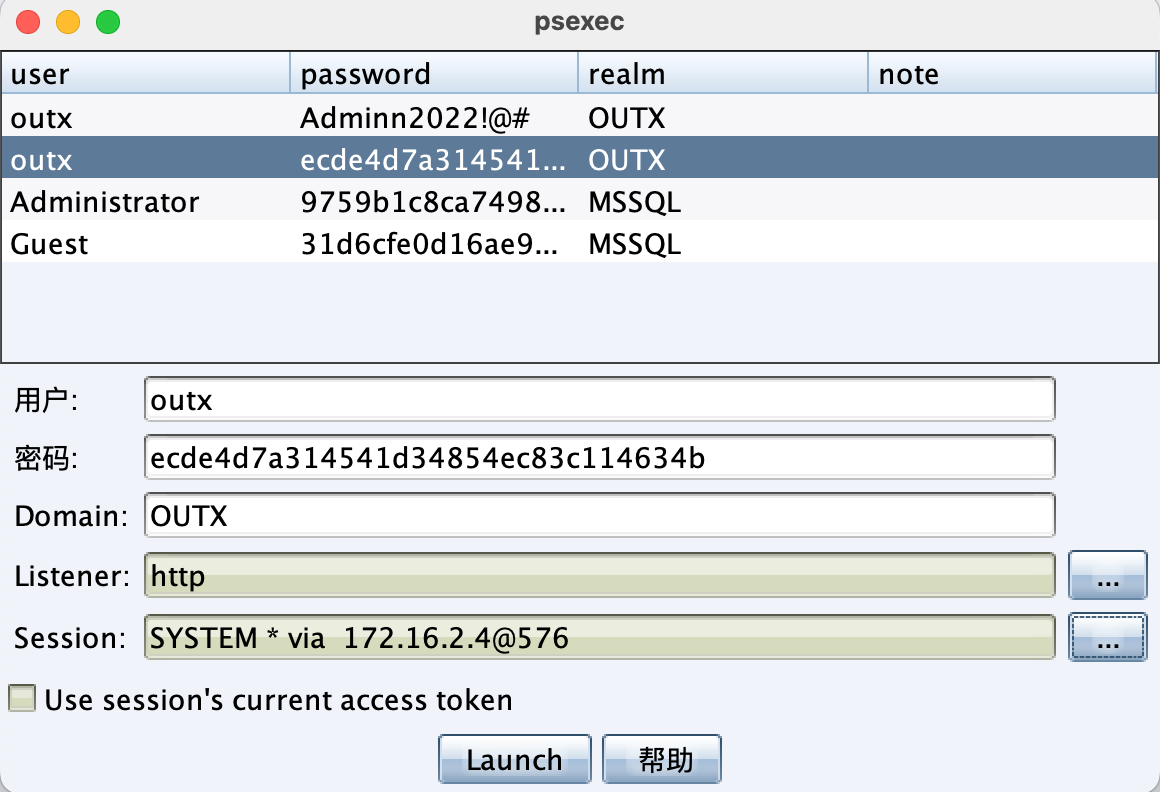 psexec
user password realm note
outx Adminn2022!@# OUTX
outx ecde4d7a314541... OUTX
Administrator 9759b1c8ca7498... MSSQL
Guest 31d6cfe0d16ae9... MSSQL
用户: outx
密码: ecde4d7a314541d34854ec83c114634b
Domain: OUTX
Listener: http ...
Session: SYSTEM * via 172.16.2.4@576 ...
Use session's current access token
Launch 帮助